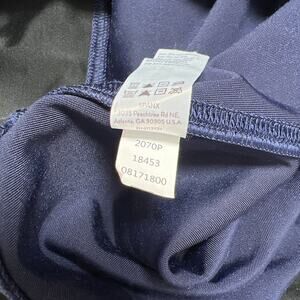 SPANX
3035 Peachtree Rd NE,
Atlanta, GA 30305 U.S.A.
2070P
18453
08171800